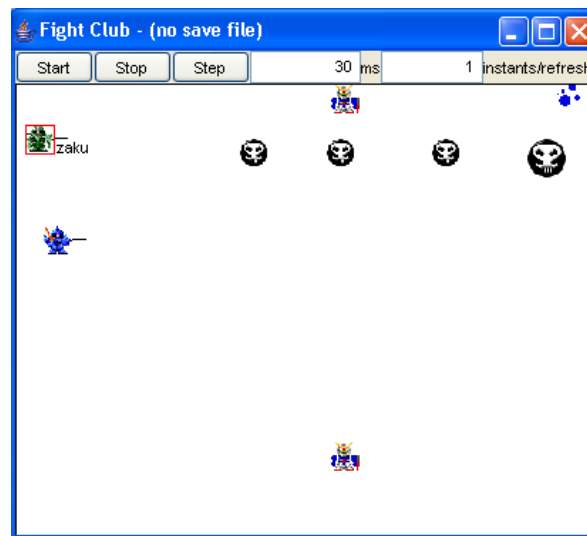 Fight Club - (no save file)
Start Stop Step 30 ms 1 instants/refresh
zaku